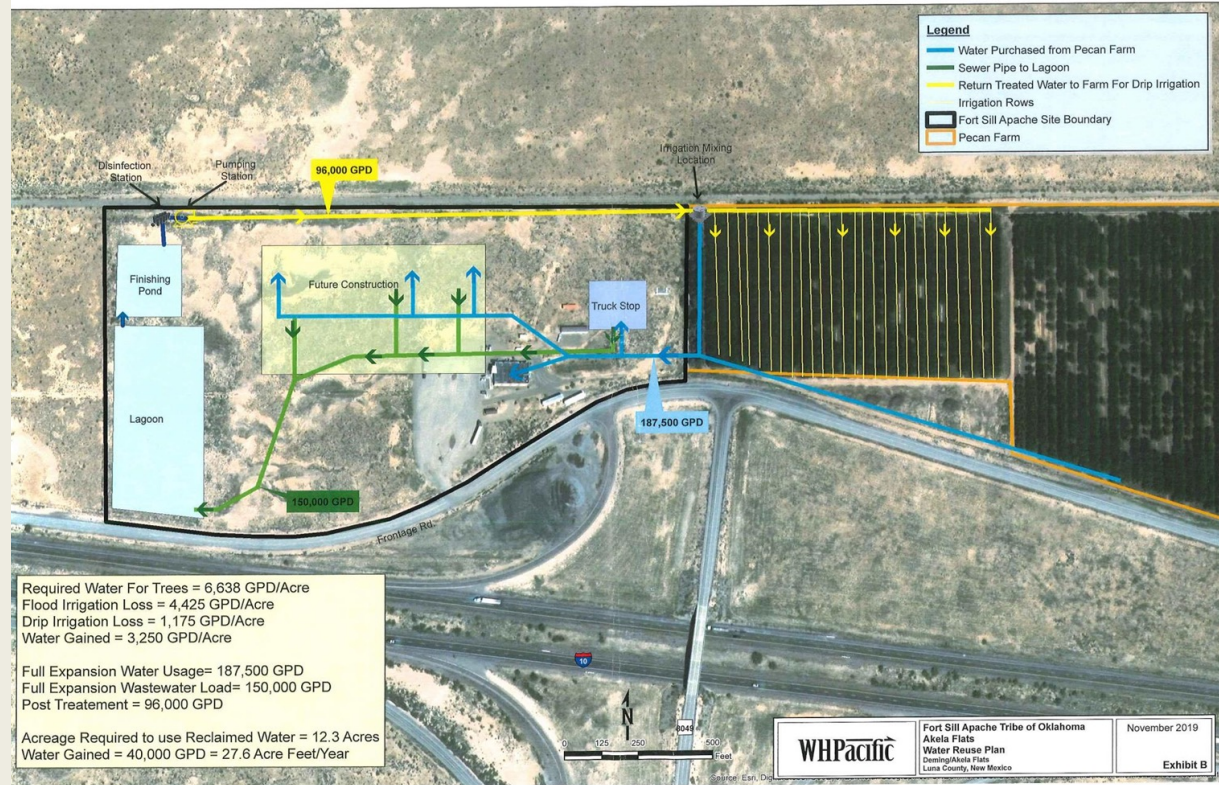 Legend
Water Purchased from Pecan Farm
Sewer Pipe to Lagoon
Return Treated Water to Farm For Drip Irrigation
Irrigation Rows
Fort Sill Apache Site Boundary
Pecan Farm
Disinfection
Station
Pumping
Station
96,000 GPD
Irrigation Mixing
Location
Finishing
Pond
Future Construction
Truck Stop
Lagoon
187,500 GPD
150,000 GPD
Frontage Rd.
Required Water For Trees = 6,638 GPD/Acre
Flood Irrigation Loss = 4,425 GPD/Acre
Drip Irrigation Loss = 1,175 GPD/Acre
Water Gained = 3,250 GPD/Acre
Full Expansion Water Usage= 187,500 GPD
Full Expansion Wastewater Load= 150,000 GPD
Post Treatement = 96,000 GPD
Acreage Required to use Reclaimed Water = 12.3 Acres
Water Gained = 40,000 GPD = 27.6 Acre Feet/Year
10
N
8049
0 125 250 500
Feet
Source: Esri,
WHPacific
Fort Sill Apache Tribe of Oklahoma
Akela Flats
Water Reuse Plan
Deming/Akela Flats
Luna County, New Mexico
November 2019
Exhibit B